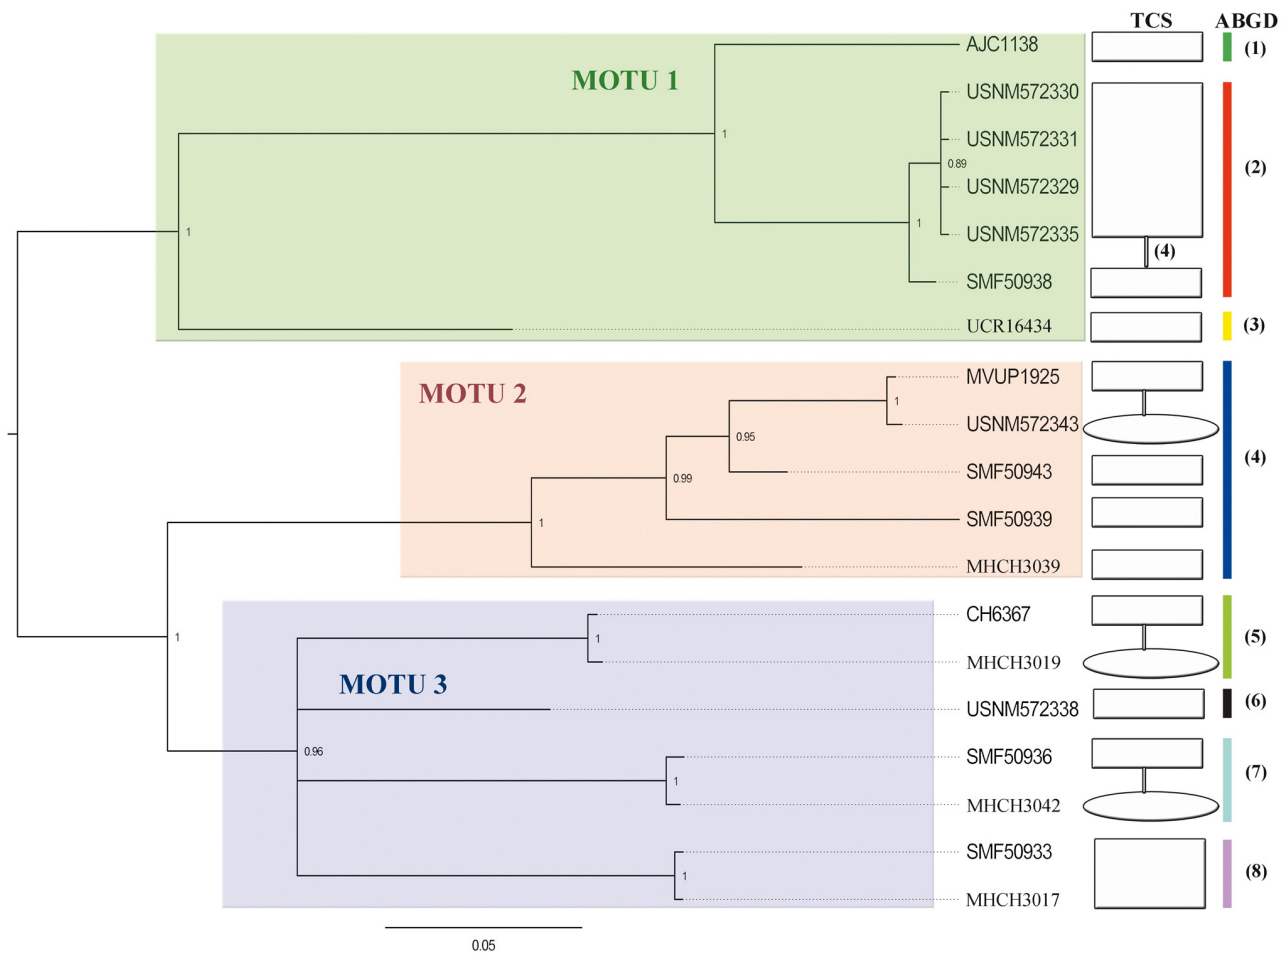 TCS ABGD
AJC1138 (1)
MOTU 1
USNM572330
1
USNM572331
0.89
(2)
USNM572329
1
1
USNM572335
(4)
SMF50938
UCR16434 (3)
MVUP1925
MOTU 2
1
USNM572343
0.95
(4)
SMF50943
0.99
SMF50939
1
MHCH3039
CH6367
1
1
(5)
MHCH3019
MOTU 3
USNM572338 (6)
0.96
SMF50936
(7)
1
MHCH3042
SMF50933
1
(8)
MHCH3017
0.05